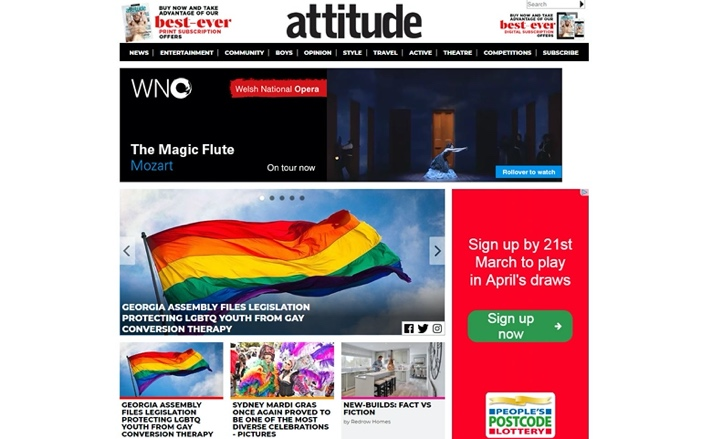 BUY NOW AND TAKE
ADVANTAGE OF OUR
best-ever
PRINT SUBSCRIPTION
OFFERS
attitude
Search
BUY NOW AND TAKE
ADVANTAGE OF OUR
best-ever
DIGITAL SUBSCRIPTION
OFFERS
NEWS | ENTERTAINMENT | COMMUNITY | BOYS | OPINION | STYLE | TRAVEL | ACTIVE | THEATRE | COMPETITIONS | SUBSCRIBE
WNO
Welsh National Opera
The Magic Flute
Mozart
On tour now
Rollover to watch
GEORGIA ASSEMBLY FILES LEGISLATION
PROTECTING LGBTQ YOUTH FROM GAY
CONVERSION THERAPY
Sign up by 21st
March to play
in April's draws
Sign up
now
PEOPLE'S
POSTCODE
LOTTERY
GEORGIA ASSEMBLY
FILES LEGISLATION
PROTECTING LGBTQ
YOUTH FROM GAY
CONVERSION THERAPY
SYDNEY MARDI GRAS
ONCE AGAIN PROVED TO
BE ONE OF THE MOST
DIVERSE CELEBRATIONS
- PICTURES
NEW-BUILDS: FACT VS
FICTION
by Redrow Homes